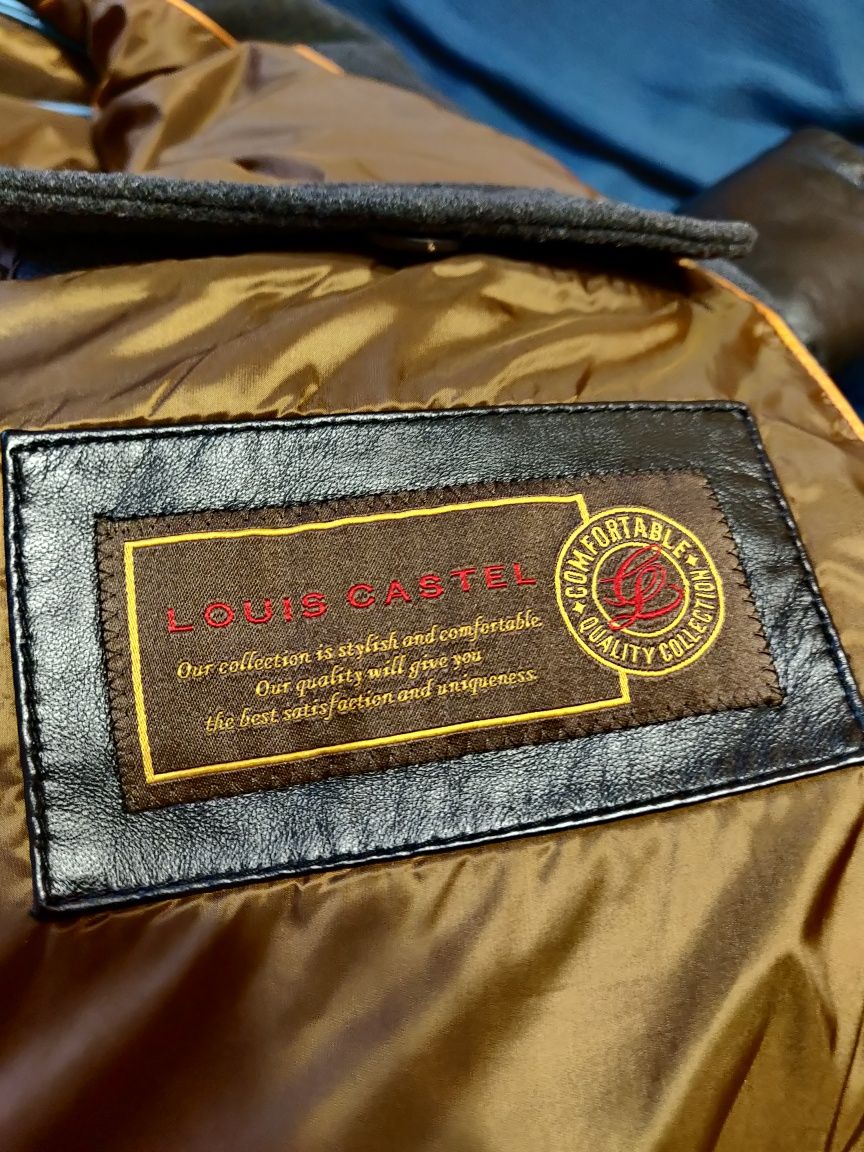 LOUIS CASTEL
Our collection is stylish and comfortable.
Our quality will give you
the best satisfaction and uniqueness.
COMFORTABLE
QUALITY COLLECTION